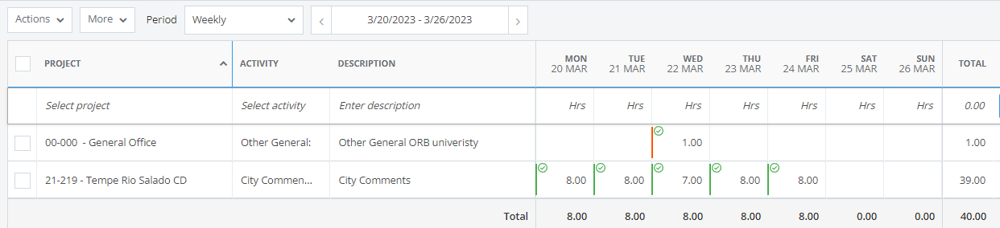 Actions More Period Weekly < 3/20/2023 - 3/26/2023 >
PROJECT ACTIVITY DESCRIPTION MON TUE WED THU FRI SAT SUN TOTAL
20 MAR 21 MAR 22 MAR 23 MAR 24 MAR 25 MAR 26 MAR
Select project Select activity Enter description Hrs Hrs Hrs Hrs Hrs Hrs Hrs 0.00
00-000 - General Office Other General: Other General ORB univeristy 1.00 1.00
21-219 - Tempe Rio Salado CD City Commen... City Comments 8.00 8.00 7.00 8.00 8.00 39.00
Total 8.00 8.00 8.00 8.00 8.00 0.00 0.00 40.00